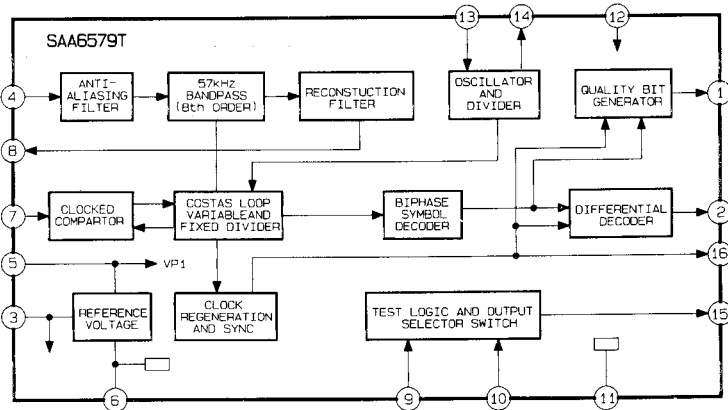 13
14
12
SAA6579T
4
ANTI-
ALIASING
FILTER
57kHz
BANDPASS
(8th ORDER)
RECONSTUCTION
FILTER
OSCILLATOR
AND
DIVIDER
QUALITY BIT
GENERATOR
1
8
7
CLOCKED
COMPARTOR
COSTAS LOOP
VARIABLEAND
FIXED DIVIDER
BIPHASE
SYMBOL
DECODER
DIFFERENTIAL
DECODER
2
5
VP1
16
3
REFERENCE
VOLTAGE
CLOCK
REGENERATION
AND SYNC
TEST LOGIC AND OUTPUT
SELECTOR SWITCH
15
6
9
10
11